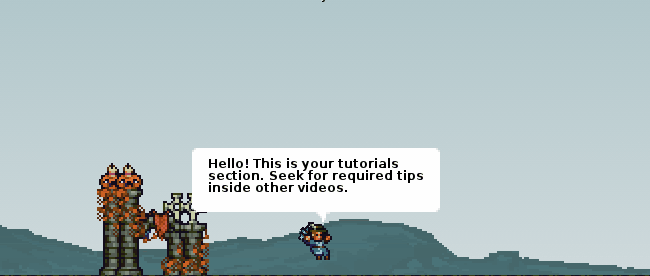 Hello! This is your tutorials
section. Seek for required tips
inside other videos.